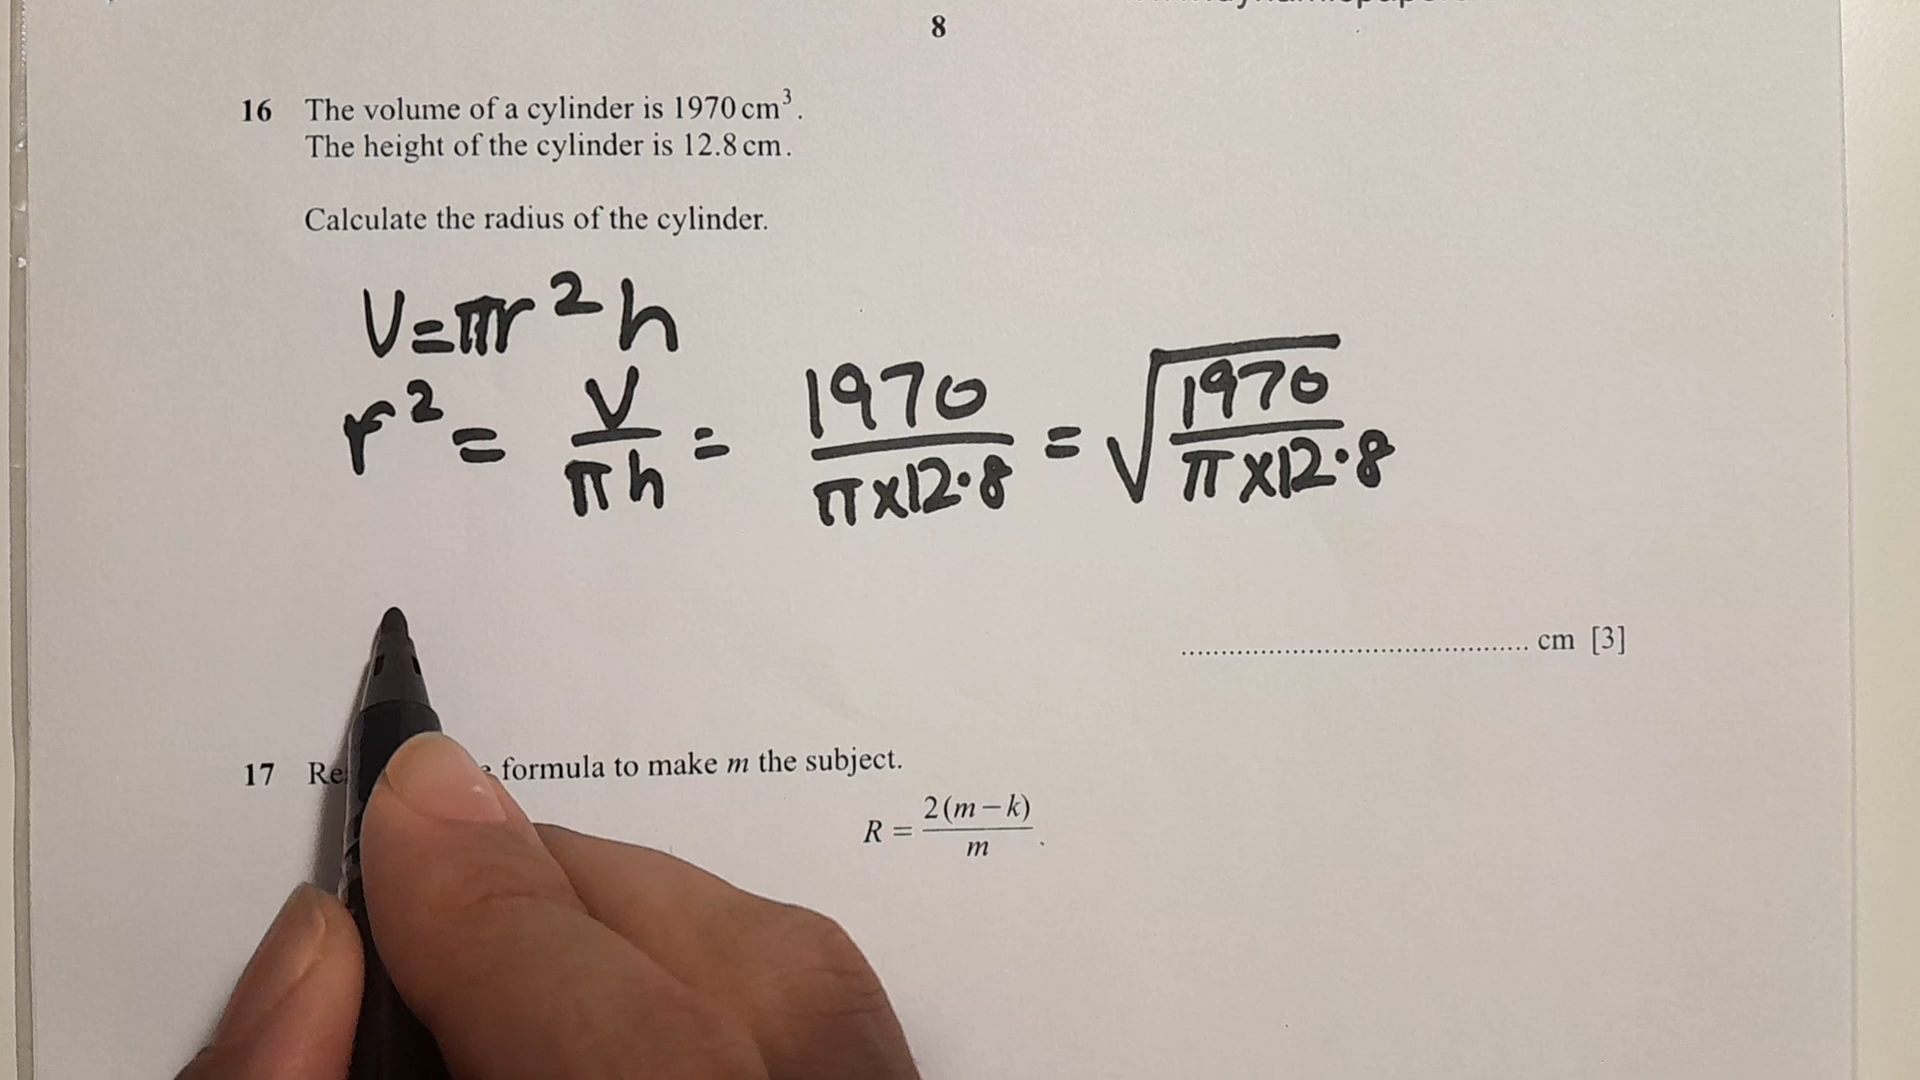 8
16 The volume of a cylinder is 1970 cm³.
The height of the cylinder is 12.8 cm.
Calculate the radius of the cylinder.
V=πr²h
r² = V/πh = 1970/π×12.8 = √1970/π×12.8
.......... cm [3]
17 formula to make m the subject.
R = 2(m−k)/m.